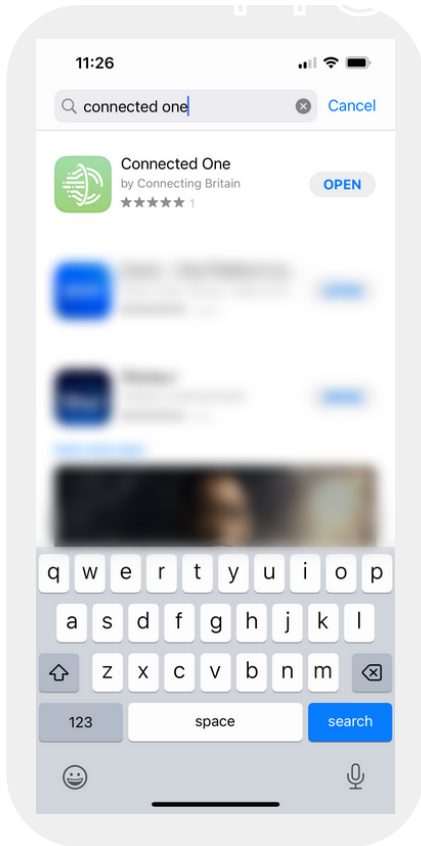 11:26
connected one
Cancel
Connected One
by Connecting Britain
OPEN
1
q w e r t y u i o p
a s d f g h j k l
z x c v b n m
123 space search